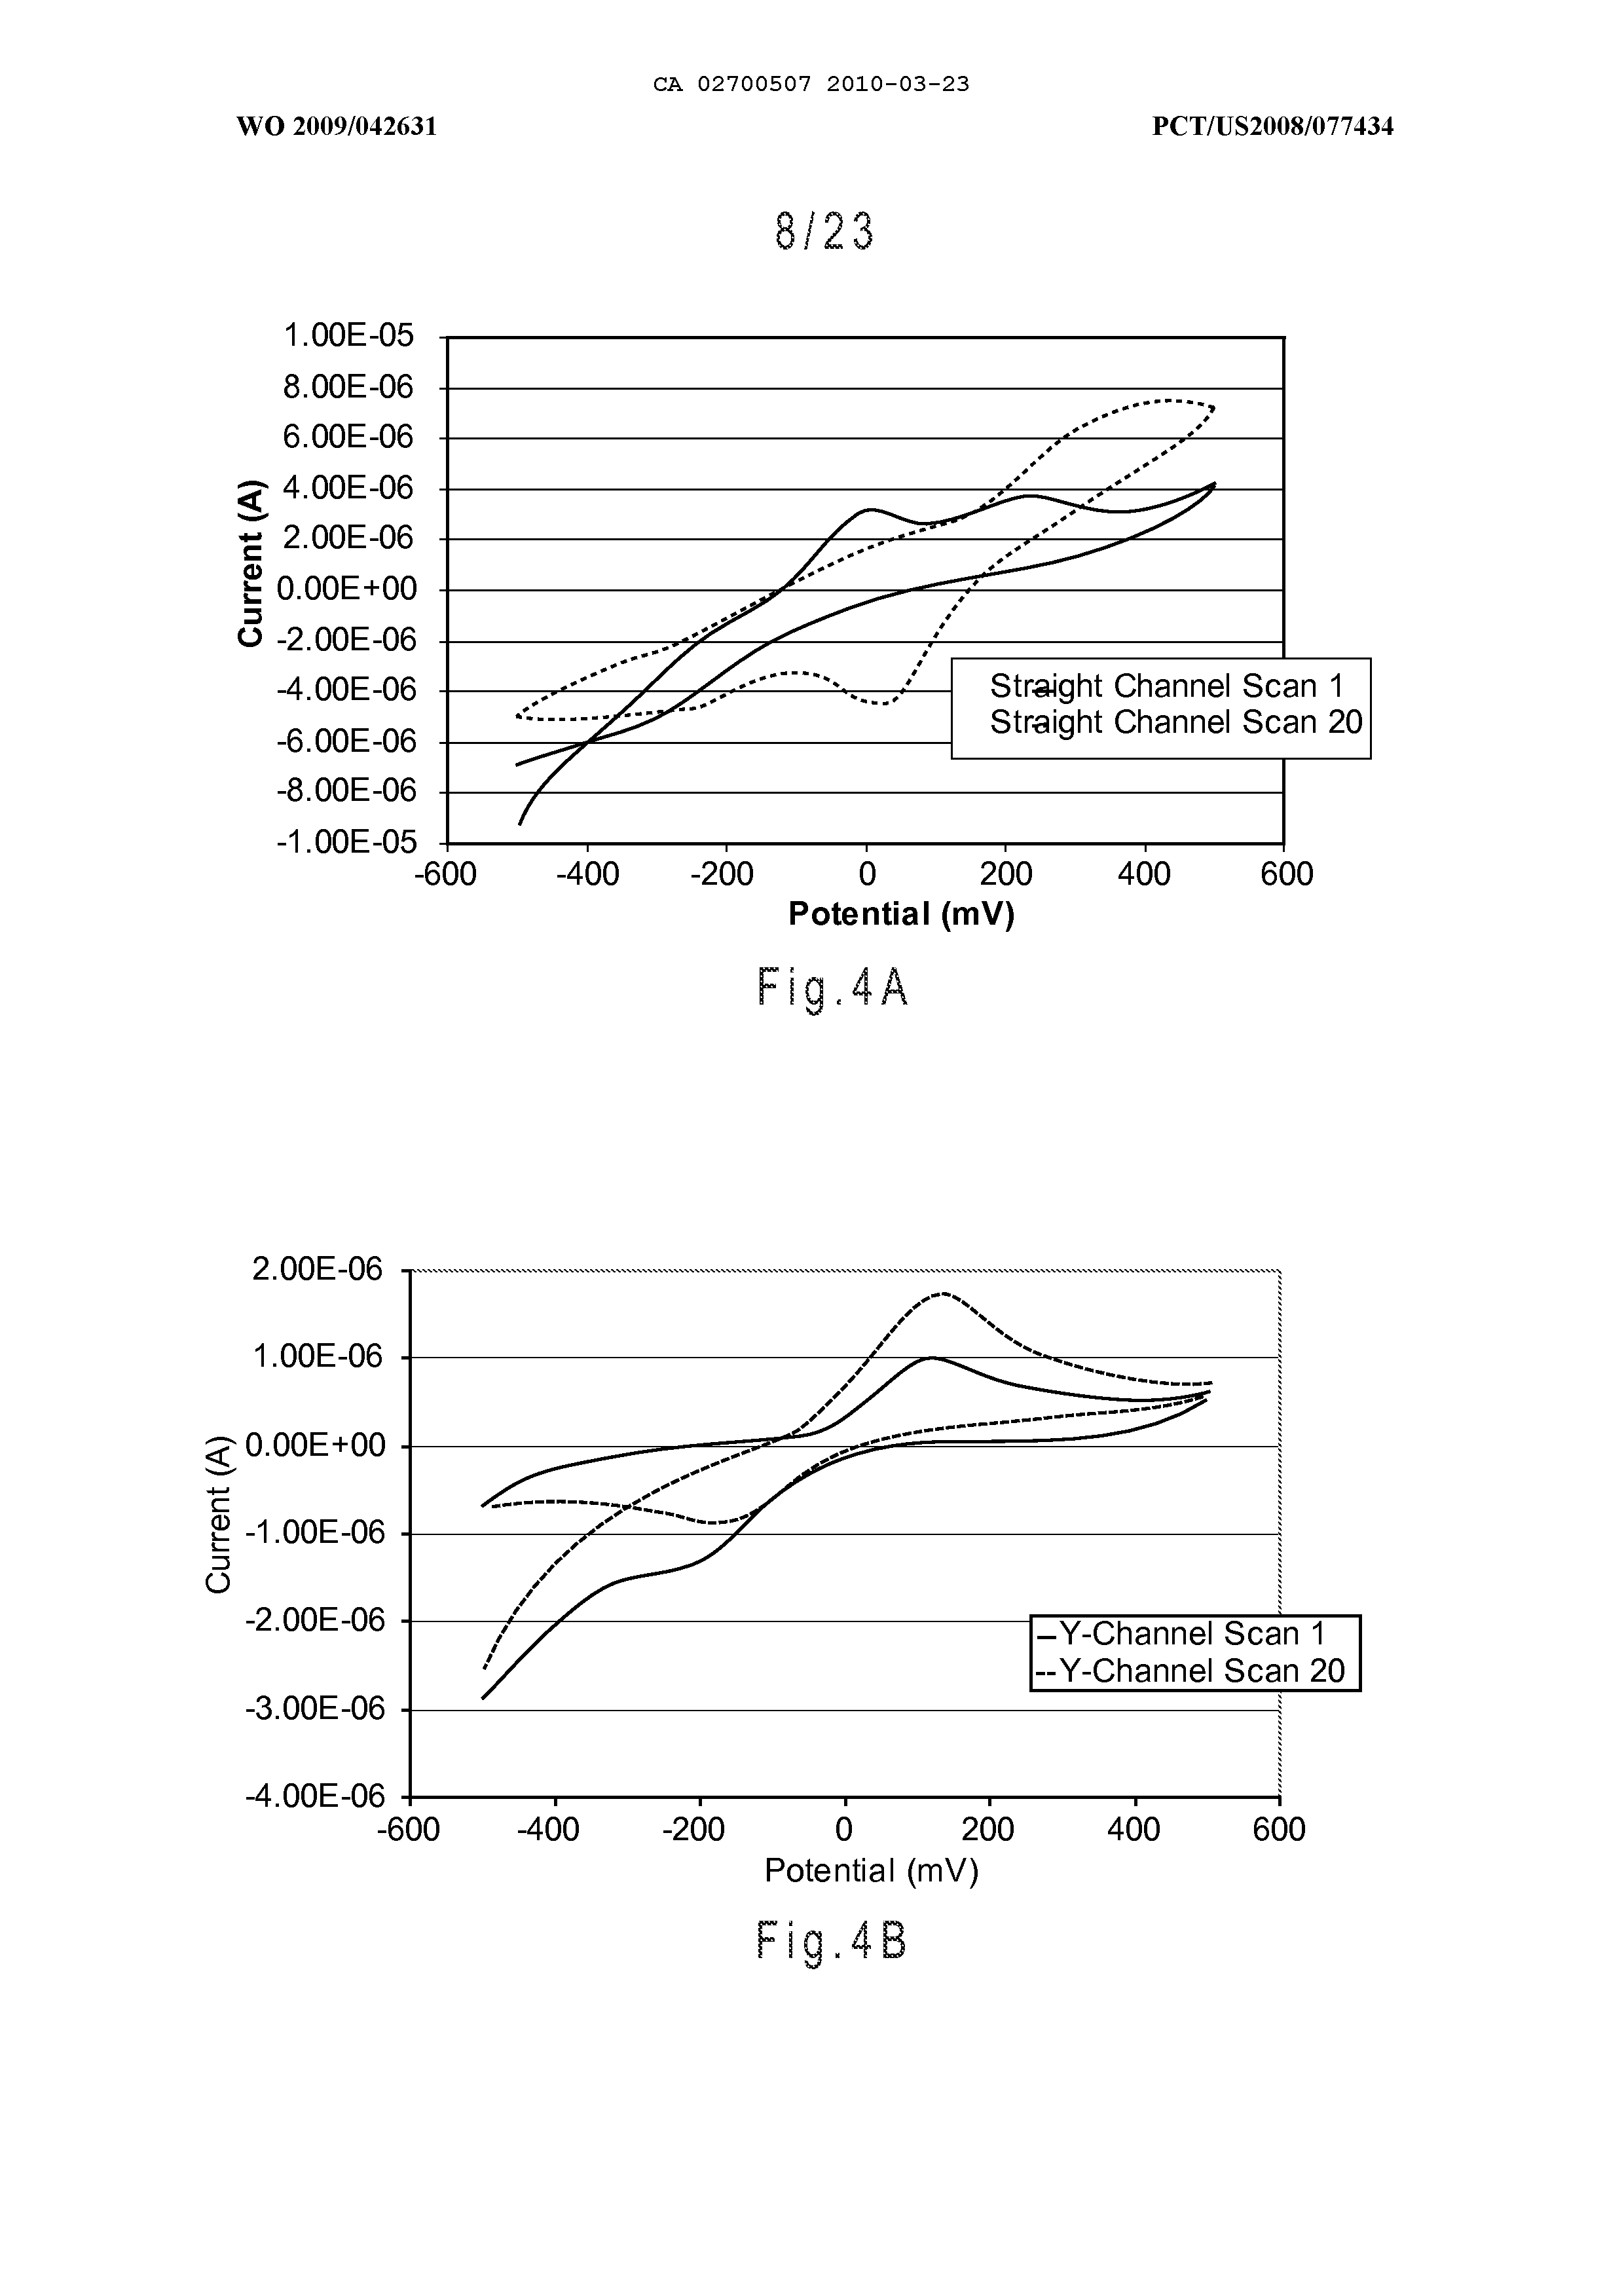 CA 02700507 2010-03-23
WO 2009/042631
PCT/US2008/077434
8/23
1.00E-05
8.00E-06
6.00E-06
4.00E-06
2.00E-06
0.00E+00
-2.00E-06
-4.00E-06
-6.00E-06
-8.00E-06
-1.00E-05
Current (A)
Straight Channel Scan 1
Straight Channel Scan 20
-600 -400 -200 0 200 400 600
Potential (mV)
Fig.4A
2.00E-06
1.00E-06
0.00E+00
-1.00E-06
-2.00E-06
-3.00E-06
-4.00E-06
Current (A)
Y-Channel Scan 1
Y-Channel Scan 20
-600 -400 -200 0 200 400 600
Potential (mV)
Fig.4B